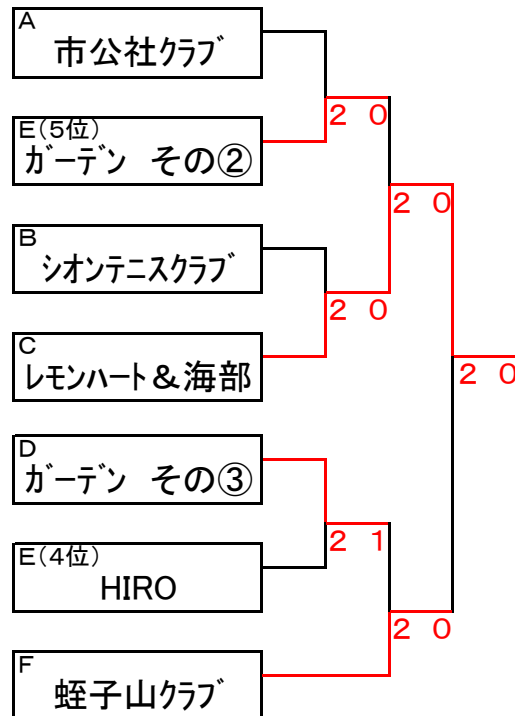 A
市公社ｸﾗﾌﾞ
E(5位)
ｶﾞｰﾃﾞﾝ その②
２ ０
２ ０
B
ｼｵﾝテニスｸﾗﾌﾞ
２ ０
C
ﾚﾓﾝﾊｰﾄ＆海部
２ ０
D
ｶﾞｰﾃﾞﾝ その③
２ １
E(4位)
HIRO
２ ０
F
蛭子山ｸﾗﾌﾞ